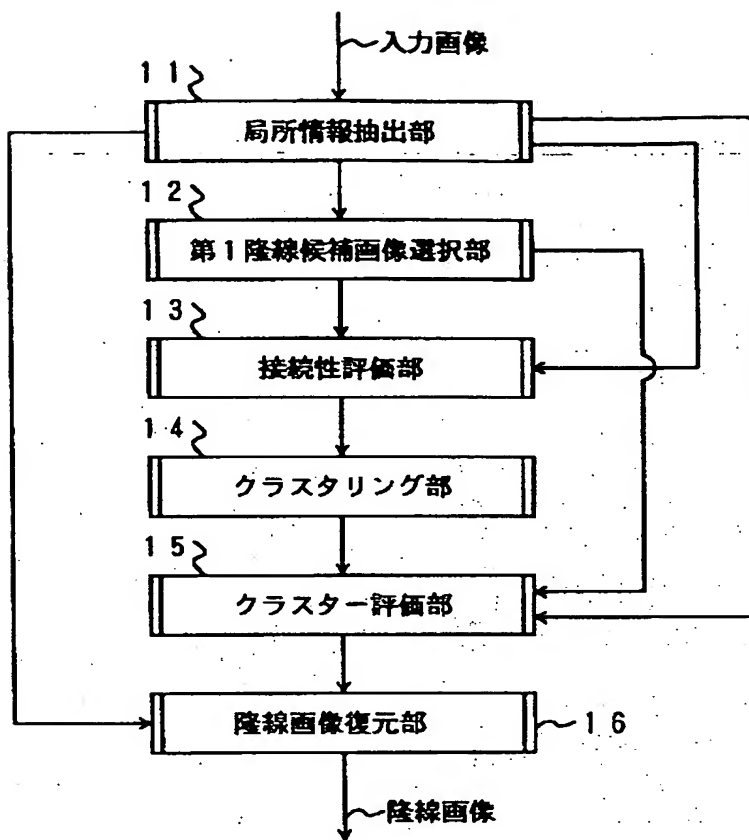 入力画像
11
局所情報抽出部
12
第1隆線候補画像選択部
13
接続性評価部
14
クラスタリング部
15
クラスター評価部
隆線画像復元部
16
隆線画像